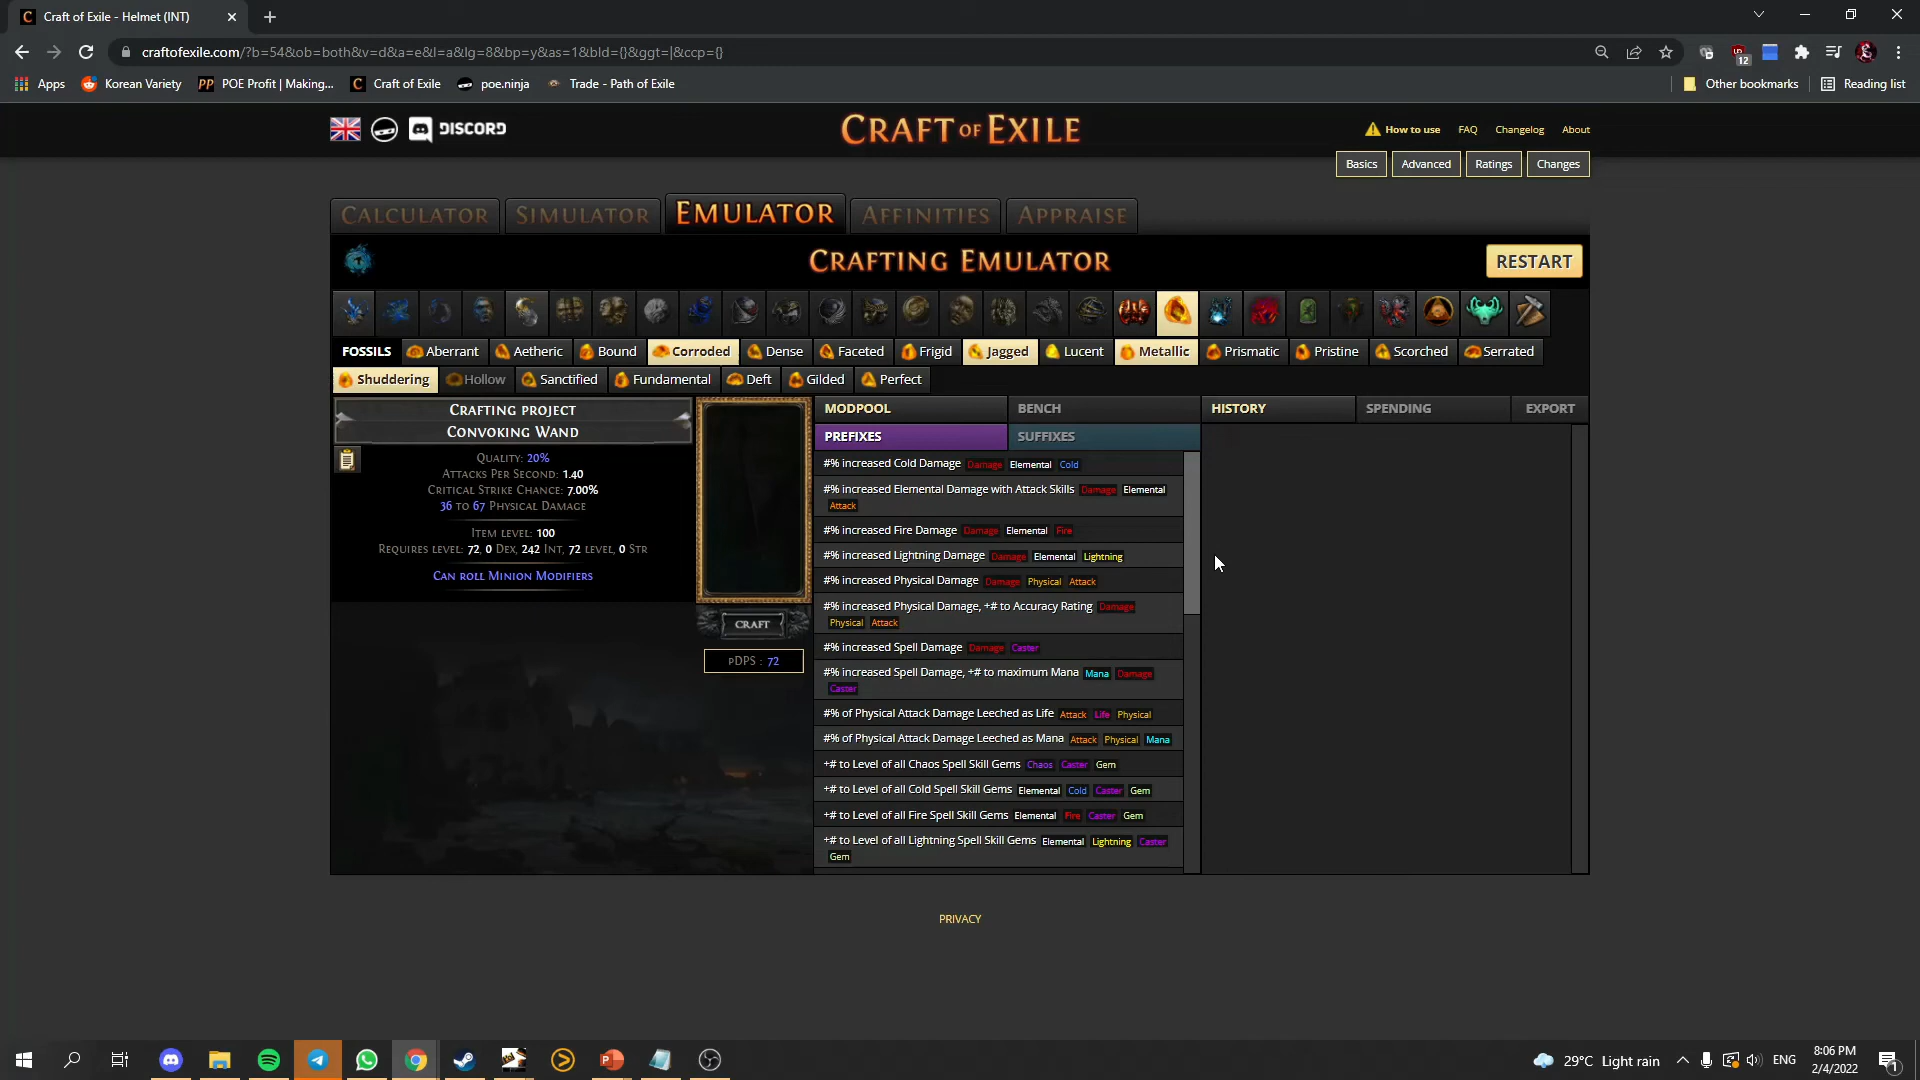 Craft of Exile - Helmet (INT)
craftofexile.com/?b=54&ob=both&v=d&a=e&l=a&lg=8&bp=y&as=1&bld={}&ggt=|&ccp={}
12
Apps Korean Variety POE Profit | Making... Craft of Exile poe.ninja Trade - Path of Exile Other bookmarks Reading list
DISCORD
CRAFT OF EXILE
How to use FAQ Changelog About
Basics Advanced Ratings Changes
CALCULATOR SIMULATOR EMULATOR AFFINITIES APPRAISE
CRAFTING EMULATOR
RESTART
FOSSILS Aberrant Aetheric Bound Corroded Dense Faceted Frigid Jagged Lucent Metallic Prismatic Pristine Scorched Serrated
Shuddering Hollow Sanctified Fundamental Deft Gilded Perfect
CRAFTING PROJECT
CONVOKING WAND
QUALITY: 20%
ATTACKS PER SECOND: 1.40
CRITICAL STRIKE CHANCE: 7.00%
36 TO 67 PHYSICAL DAMAGE
ITEM LEVEL: 100
REQUIRES LEVEL: 72, 0 DEX, 242 INT, 72 LEVEL, 0 STR
CAN ROLL MINION MODIFIERS
CRAFT
PDPS : 72
MODPOOL BENCH
PREFIXES SUFFIXES
#% increased Cold Damage Damage Elemental Cold
#% increased Elemental Damage with Attack Skills Damage Elemental
Attack
#% increased Fire Damage Damage Elemental Fire
#% increased Lightning Damage Damage Elemental Lightning
#% increased Physical Damage Damage Physical Attack
#% increased Physical Damage, +# to Accuracy Rating Damage
Physical Attack
#% increased Spell Damage Damage Caster
#% increased Spell Damage, +# to maximum Mana Mana Damage
Caster
#% of Physical Attack Damage Leeched as Life Attack Life Physical
#% of Physical Attack Damage Leeched as Mana Attack Physical Mana
+# to Level of all Chaos Spell Skill Gems Chaos Caster Gem
+# to Level of all Cold Spell Skill Gems Elemental Cold Caster Gem
+# to Level of all Fire Spell Skill Gems Elemental Fire Caster Gem
+# to Level of all Lightning Spell Skill Gems Elemental Lightning Caster
Gem
HISTORY SPENDING EXPORT
PRIVACY
29°C Light rain ENG
8:06 PM
2/4/2022
1